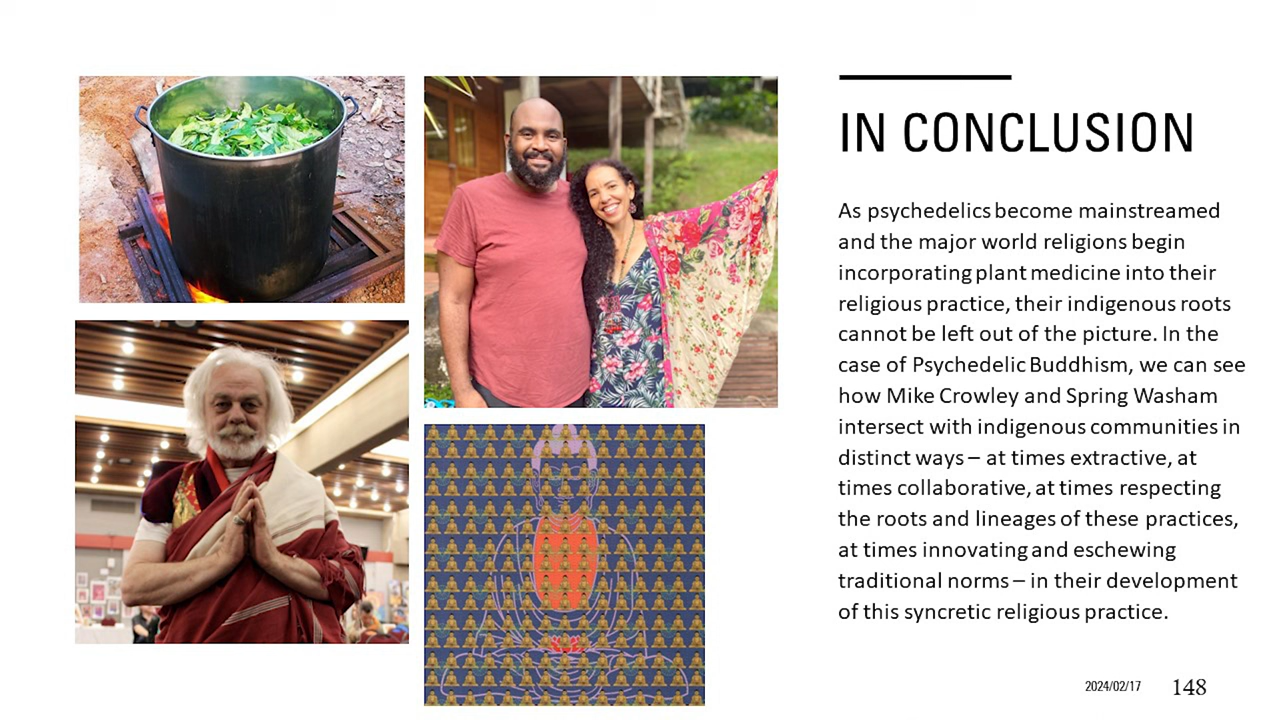 IN CONCLUSION
As psychedelics become mainstreamed
and the major world religions begin
incorporating plant medicine into their
religious practice, their indigenous roots
cannot be left out of the picture. In the
case of Psychedelic Buddhism, we can see
how Mike Crowley and Spring Washam
intersect with indigenous communities in
distinct ways – at times extractive, at
times collaborative, at times respecting
the roots and lineages of these practices,
at times innovating and eschewing
traditional norms – in their development
of this syncretic religious practice.
2024/02/17
148